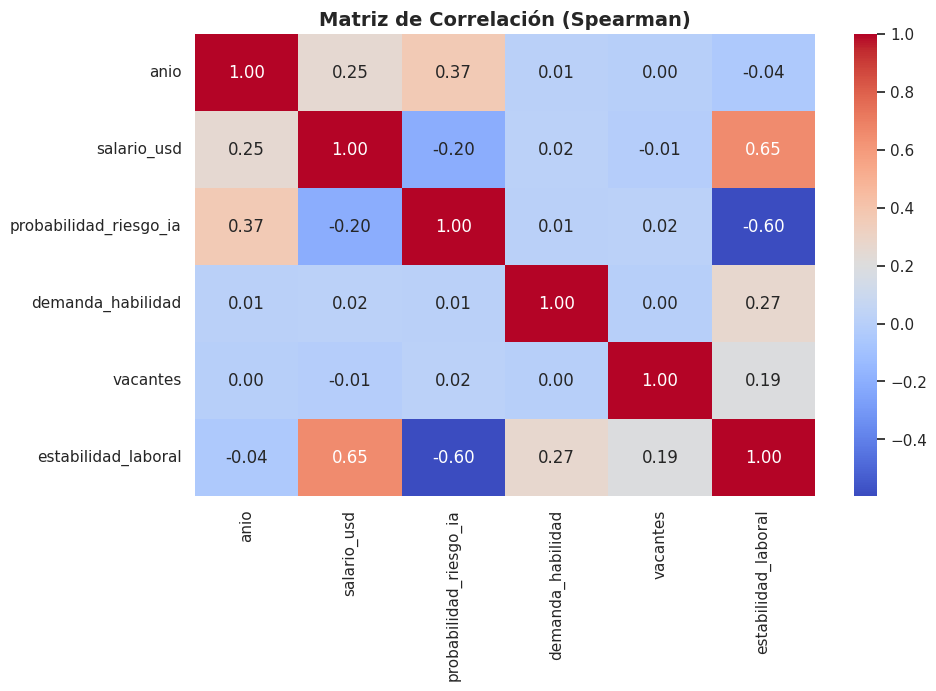 Matriz de Correlación (Spearman)
anio 1.00 0.25 0.37 0.01 0.00 -0.04
salario_usd 0.25 1.00 -0.20 0.02 -0.01 0.65
probabilidad_riesgo_ia 0.37 -0.20 1.00 0.01 0.02 -0.60
demanda_habilidad 0.01 0.02 0.01 1.00 0.00 0.27
vacantes 0.00 -0.01 0.02 0.00 1.00 0.19
estabilidad_laboral -0.04 0.65 -0.60 0.27 0.19 1.00
anio
salario_usd
probabilidad_riesgo_ia
demanda_habilidad
vacantes
estabilidad_laboral
1.0
0.8
0.6
0.4
0.2
0.0
−0.2
−0.4